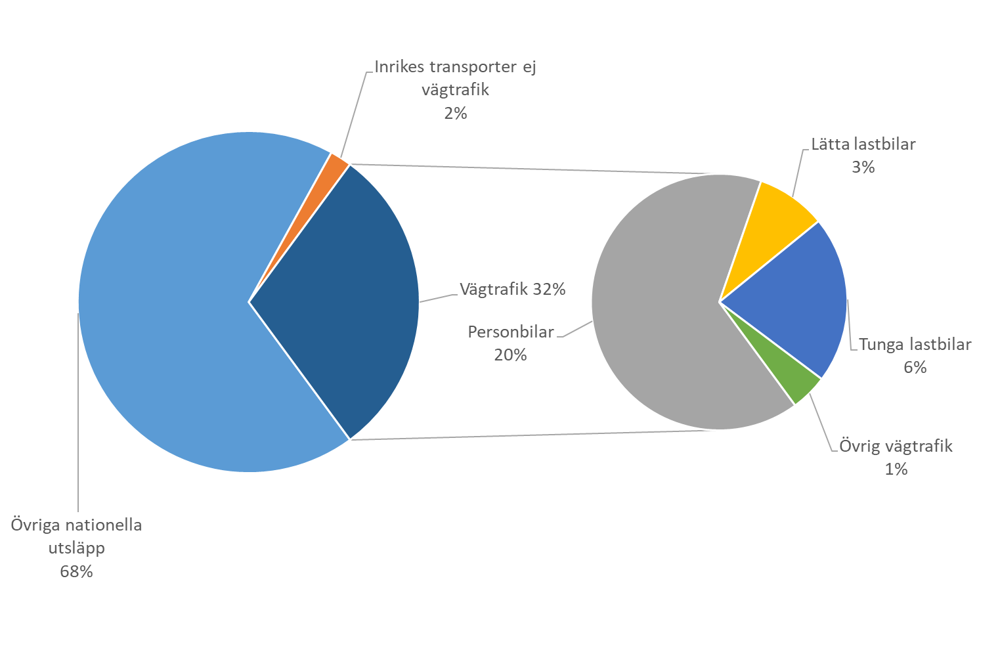 Inrikes transporter ej
vägtrafik
2%
Lätta lastbilar
3%
Vägtrafik 32%
Personbilar
20%
Tunga lastbilar
6%
Övrig vägtrafik
1%
Övriga nationella
utsläpp
68%